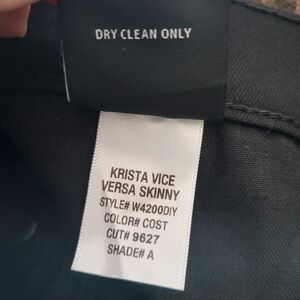 DRY CLEAN ONLY
KRISTA VICE
VERSA SKINNY
STYLE# W4200DIY
COLOR# COST
CUT# 9627
SHADE# A